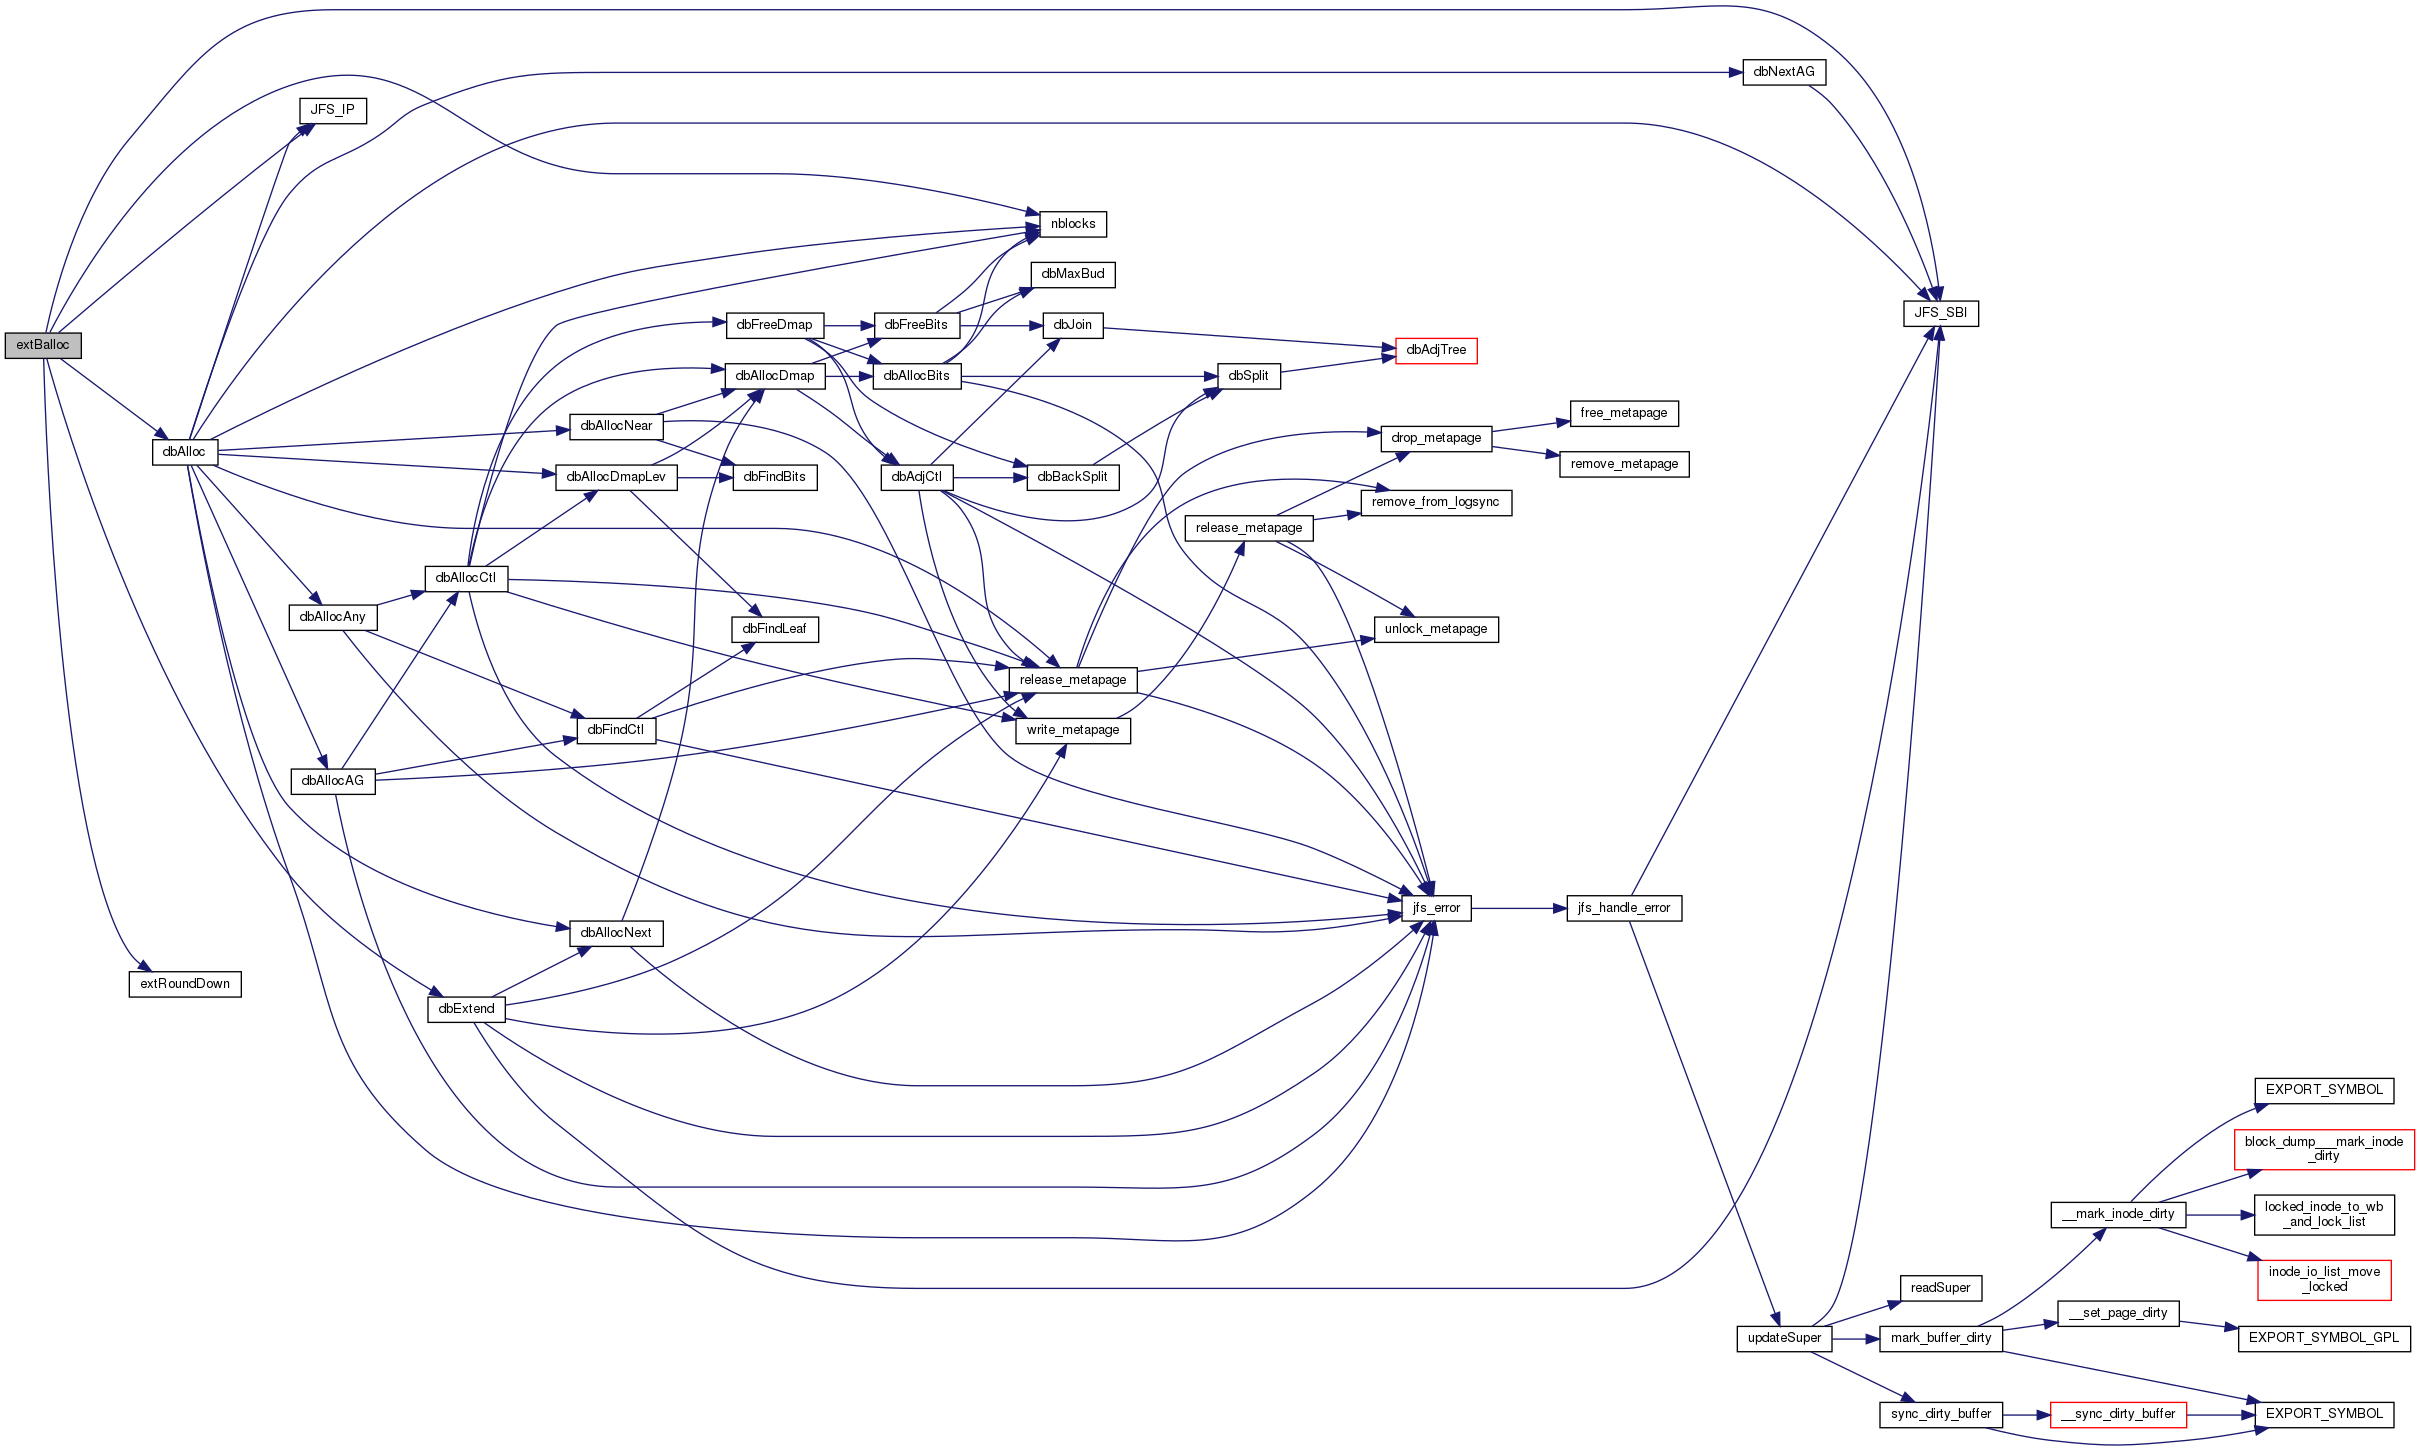 extBalloc
JFS_IP
dbAlloc
extRoundDown
dbAllocAny
dbAllocAG
dbAllocCtl
dbExtend
dbAllocNear
dbAllocDmapLev
dbFindCtl
dbAllocNext
dbFreeDmap
dbAllocDmap
dbFindBits
dbFindLeaf
dbFreeBits
dbAllocBits
dbAdjCtl
nblocks
dbMaxBud
dbJoin
dbBackSplit
release_metapage
write_metapage
dbSplit
release_metapage
dbAdjTree
drop_metapage
remove_from_logsync
unlock_metapage
jfs_error
free_metapage
remove_metapage
jfs_handle_error
dbNextAG
updateSuper
JFS_SBI
readSuper
mark_buffer_dirty
sync_dirty_buffer
__mark_inode_dirty
__set_page_dirty
__sync_dirty_buffer
EXPORT_SYMBOL
block_dump___mark_inode
_dirty
locked_inode_to_wb
_and_lock_list
inode_io_list_move
_locked
EXPORT_SYMBOL_GPL
EXPORT_SYMBOL